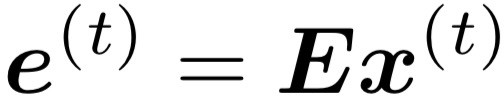 e^(t) = Ex^(t)